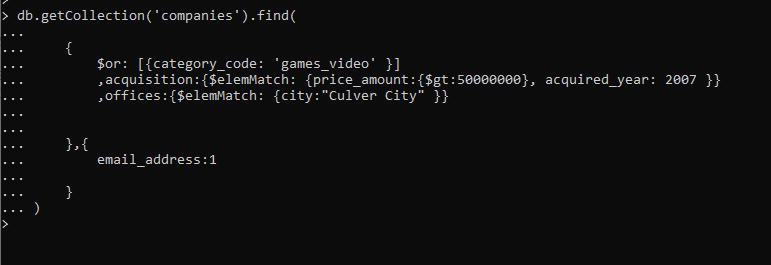 >
> db.getCollection('companies').find(
...
...     {
...         $or: [{category_code: 'games_video' }]
...         ,acquisition:{$elemMatch: {price_amount:{$gt:50000000}, acquired_year: 2007 }}
...         ,offices:{$elemMatch: {city:"Culver City" }}
...
...
...     },{
...         email_address:1
...
...     }
... )
>